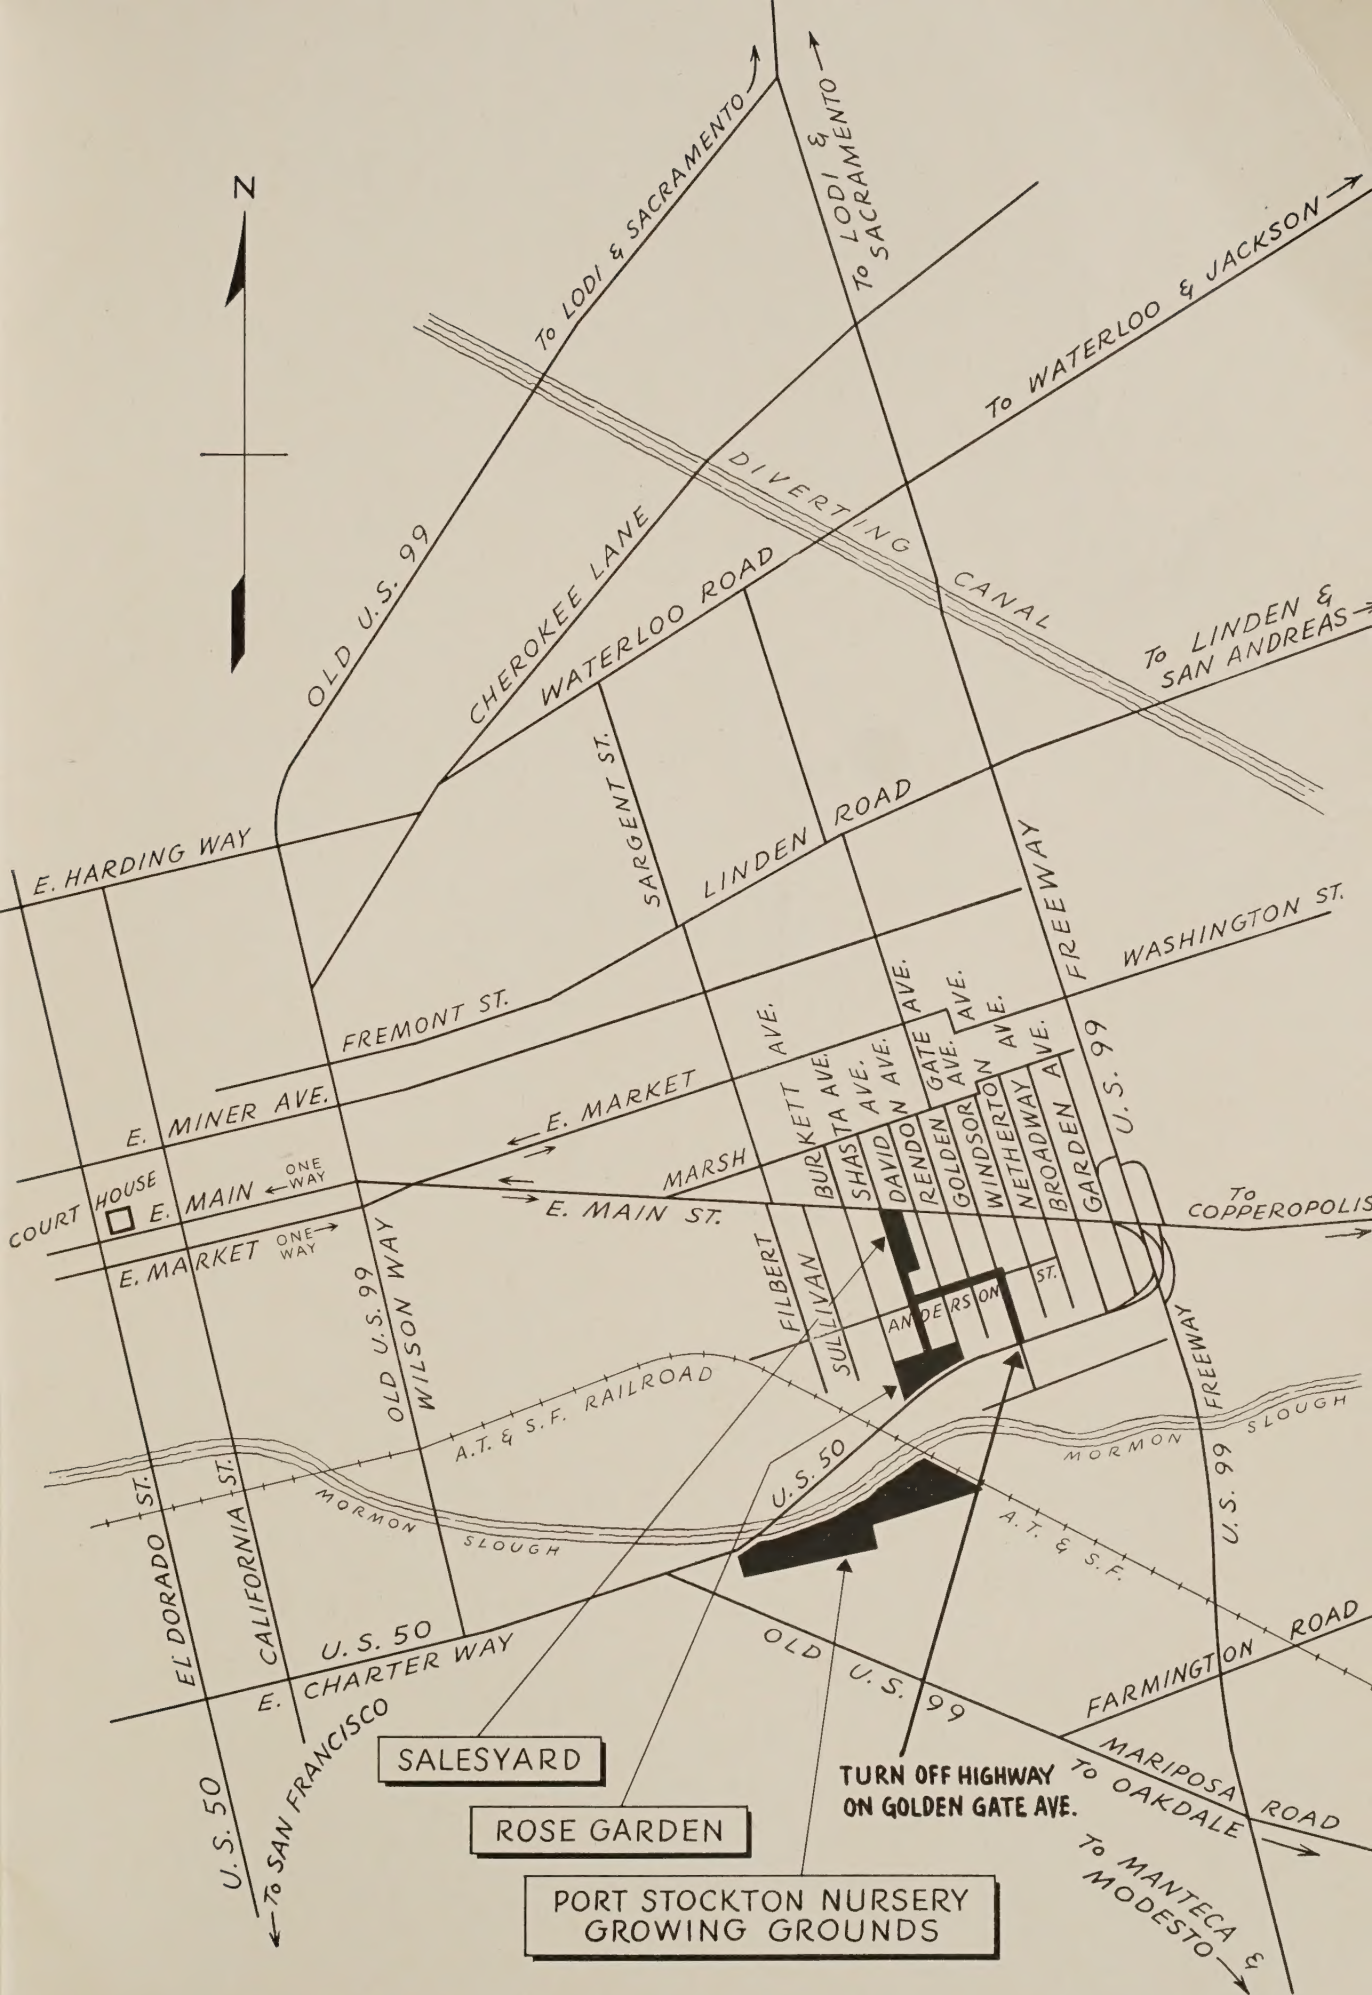 N
To LODI & SACRAMENTO
To LODI &
SACRAMENTO
To WATERLOO & JACKSON
OLD U.S. 99
CHEROKEE LANE
WATERLOO ROAD
DIVERTING CANAL
To LINDEN &
SAN ANDREAS
E. HARDING WAY
SARGENT ST.
LINDEN ROAD
FREEWAY
U.S. 99
WASHINGTON ST.
FREMONT ST.
E. MINER AVE.
E. MARKET
MARSH
E. MAIN ST.
COURT HOUSE
E. MAIN
ONE
WAY
E. MARKET
ONE
WAY
FILBERT
SULLIVAN
BURKETT AVE.
SHASTA AVE.
DAVID AVE.
RENDON AVE.
GOLDEN GATE AVE.
WINDSOR AVE.
NETHERTON AVE.
BROADWAY AVE.
GARDEN AVE.
To
COPPEROPOLIS
ANDERSON ST.
OLD U.S. 99
WILSON WAY
A.T. & S.F. RAILROAD
MORMON SLOUGH
U.S. 50
MORMON SLOUGH
FREEWAY
U.S. 99
A.T. & S.F.
EL DORADO ST.
CALIFORNIA ST.
U.S. 50
E. CHARTER WAY
OLD U.S. 99
FARMINGTON ROAD
MARIPOSA ROAD
To OAKDALE
To MANTECA &
MODESTO
U.S. 50
To SAN FRANCISCO
SALESYARD
ROSE GARDEN
PORT STOCKTON NURSERY
GROWING GROUNDS
TURN OFF HIGHWAY
ON GOLDEN GATE AVE.